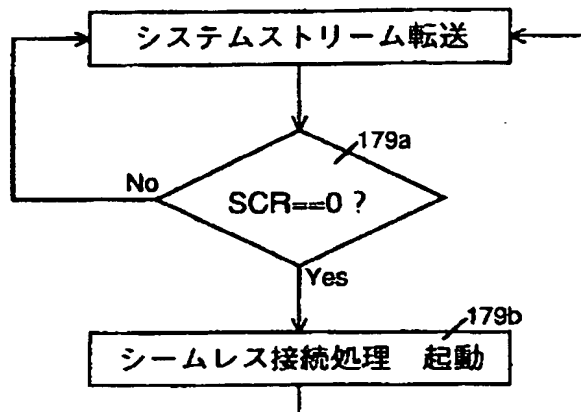 システムストリーム転送
179a
No
SCR==0 ?
Yes
179b
シームレス接続処理 起動